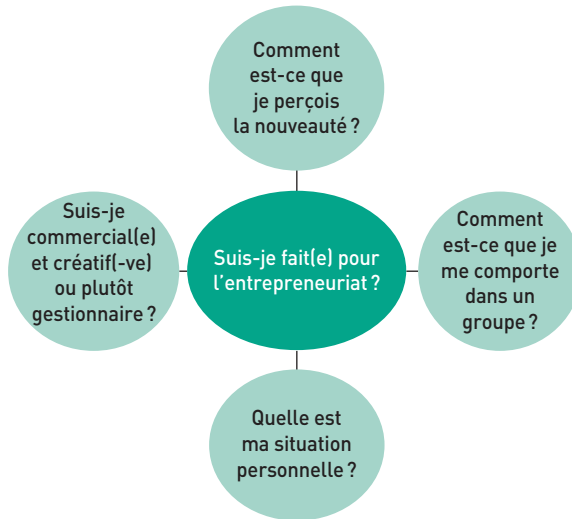 Comment
est-ce que
je perçois
la nouveauté ?
Suis-je
commercial(e)
et créatif(-ve)
ou plutôt
gestionnaire ?
Suis-je fait(e) pour
l'entrepreneuriat ?
Comment
est-ce que je
me comporte
dans un
groupe ?
Quelle est
ma situation
personnelle ?